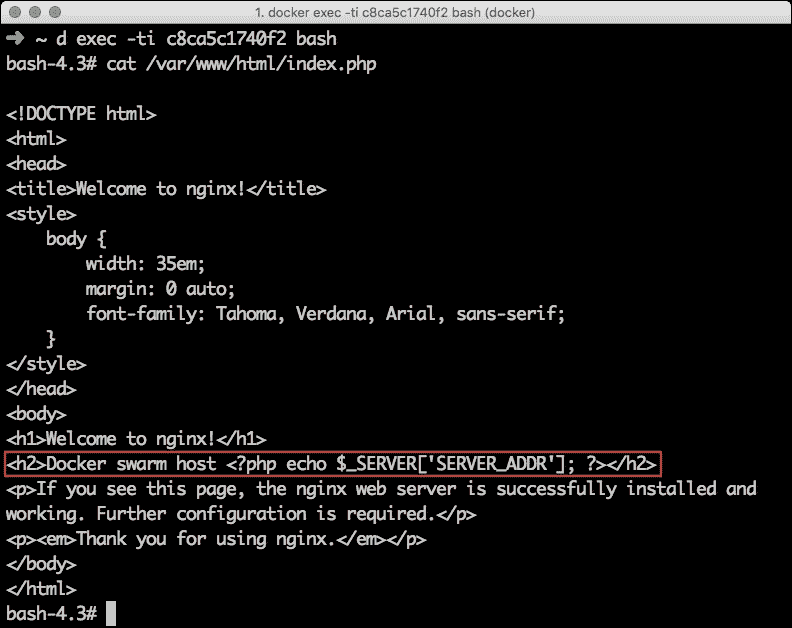 1. docker exec -ti c8ca5c1740f2 bash (docker)
➜ ~ d exec -ti c8ca5c1740f2 bash
bash-4.3# cat /var/www/html/index.php
<!DOCTYPE html>
<html>
<head>
<title>Welcome to nginx!</title>
<style>
    body {
        width: 35em;
        margin: 0 auto;
        font-family: Tahoma, Verdana, Arial, sans-serif;
    }
</style>
</head>
<body>
<h1>Welcome to nginx!</h1>
<h2>Docker swarm host <?php echo $_SERVER['SERVER_ADDR']; ?></h2>
<p>If you see this page, the nginx web server is successfully installed and
working. Further configuration is required.</p>
<p><em>Thank you for using nginx.</em></p>
</body>
</html>
bash-4.3#